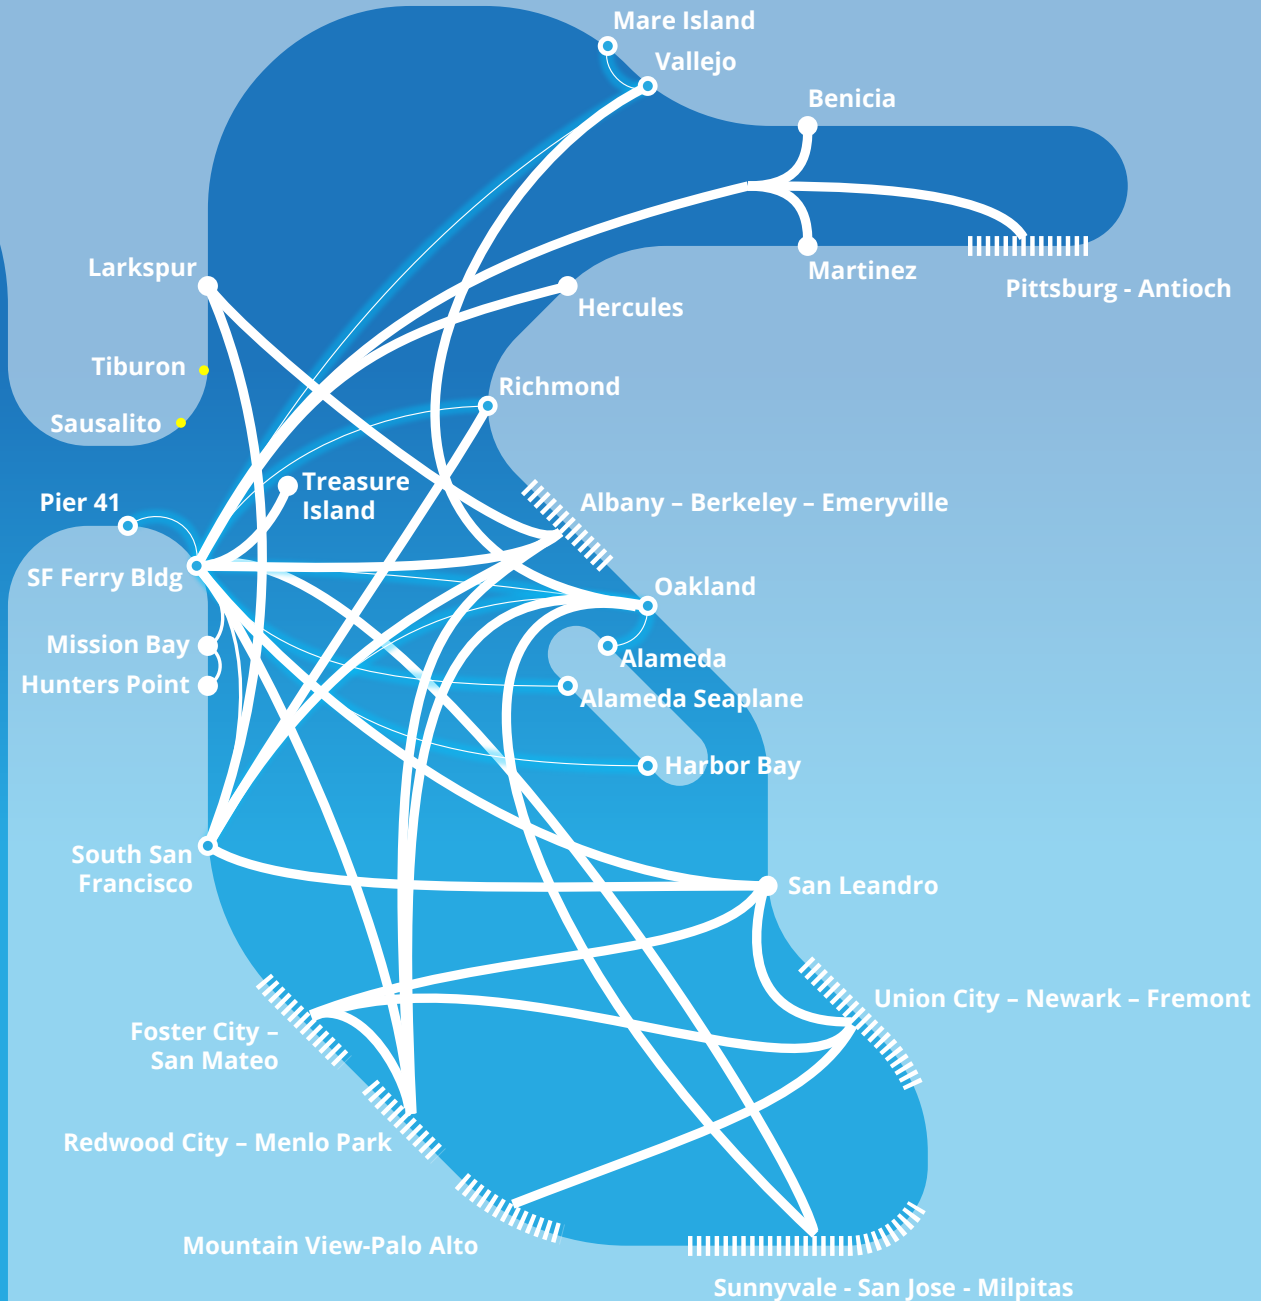 Mare Island
Vallejo
Benicia
Larkspur
Martinez
Pittsburg - Antioch
Hercules
Tiburon
Richmond
Sausalito
Treasure
Island
Pier 41
Albany – Berkeley – Emeryville
SF Ferry Bldg
Oakland
Mission Bay
Alameda
Hunters Point
Alameda Seaplane
Harbor Bay
South San
Francisco
San Leandro
Union City – Newark – Fremont
Foster City –
San Mateo
Redwood City – Menlo Park
Mountain View-Palo Alto
Sunnyvale - San Jose - Milpitas